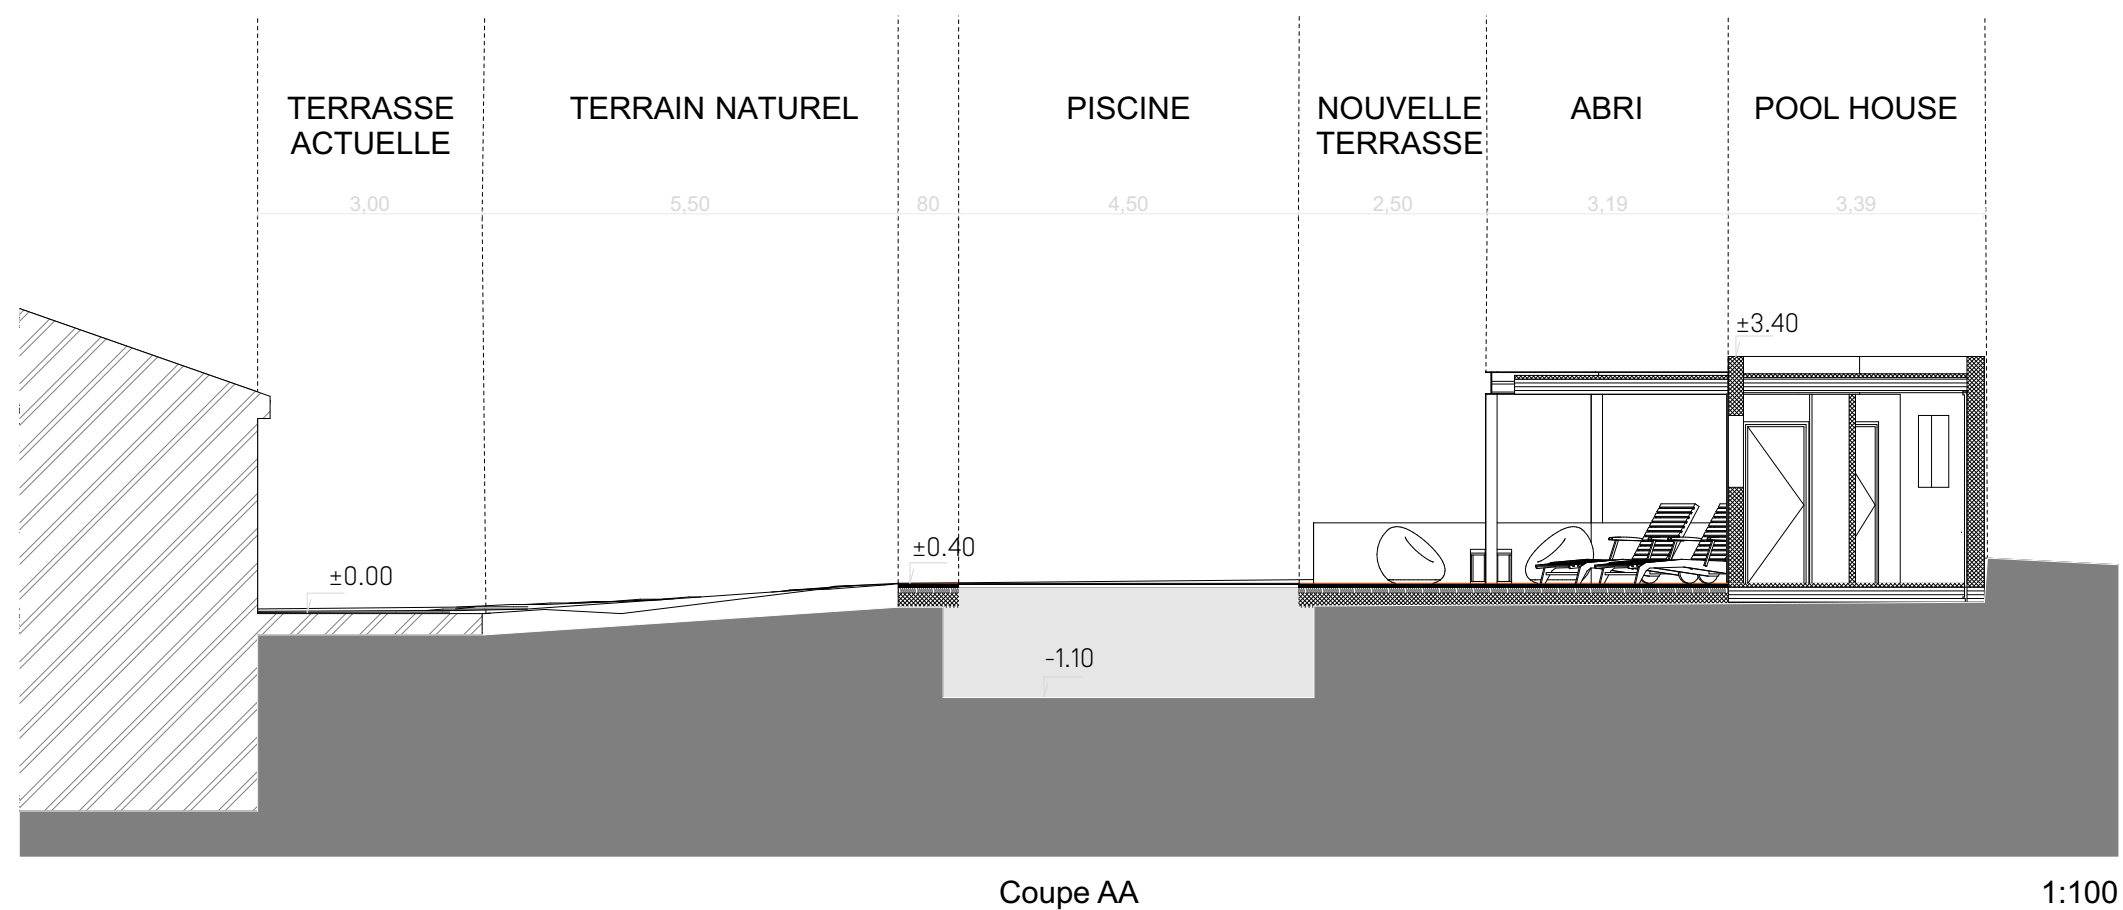 TERRASSE
ACTUELLE
TERRAIN NATUREL
PISCINE
NOUVELLE
TERRASSE
ABRI
POOL HOUSE
3,00
5,50
80
4,50
2,50
3,19
3,39
±3.40
±0.40
±0.00
-1.10
Coupe AA
1:100